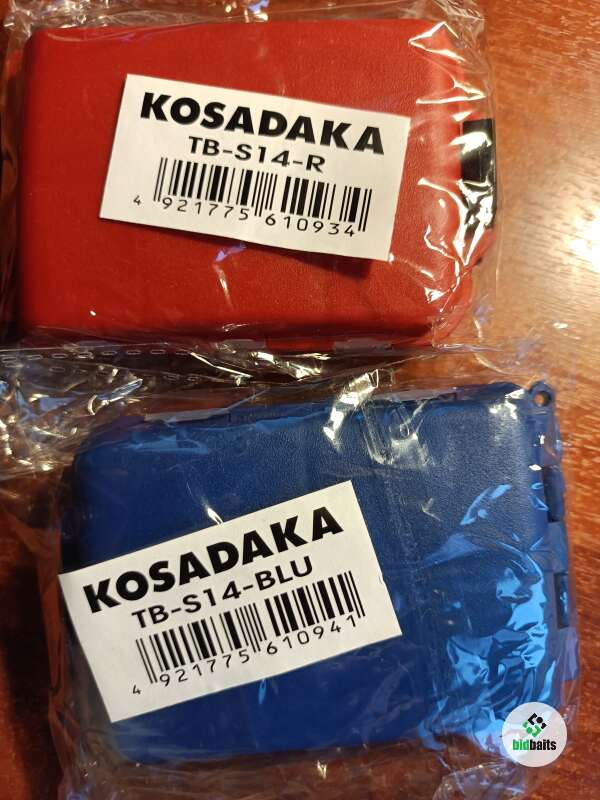 KOSADAKA
TB-S14-R
4 921775 610934
KOSADAKA
TB-S14-BLU
4 921775 610941
bidbaits